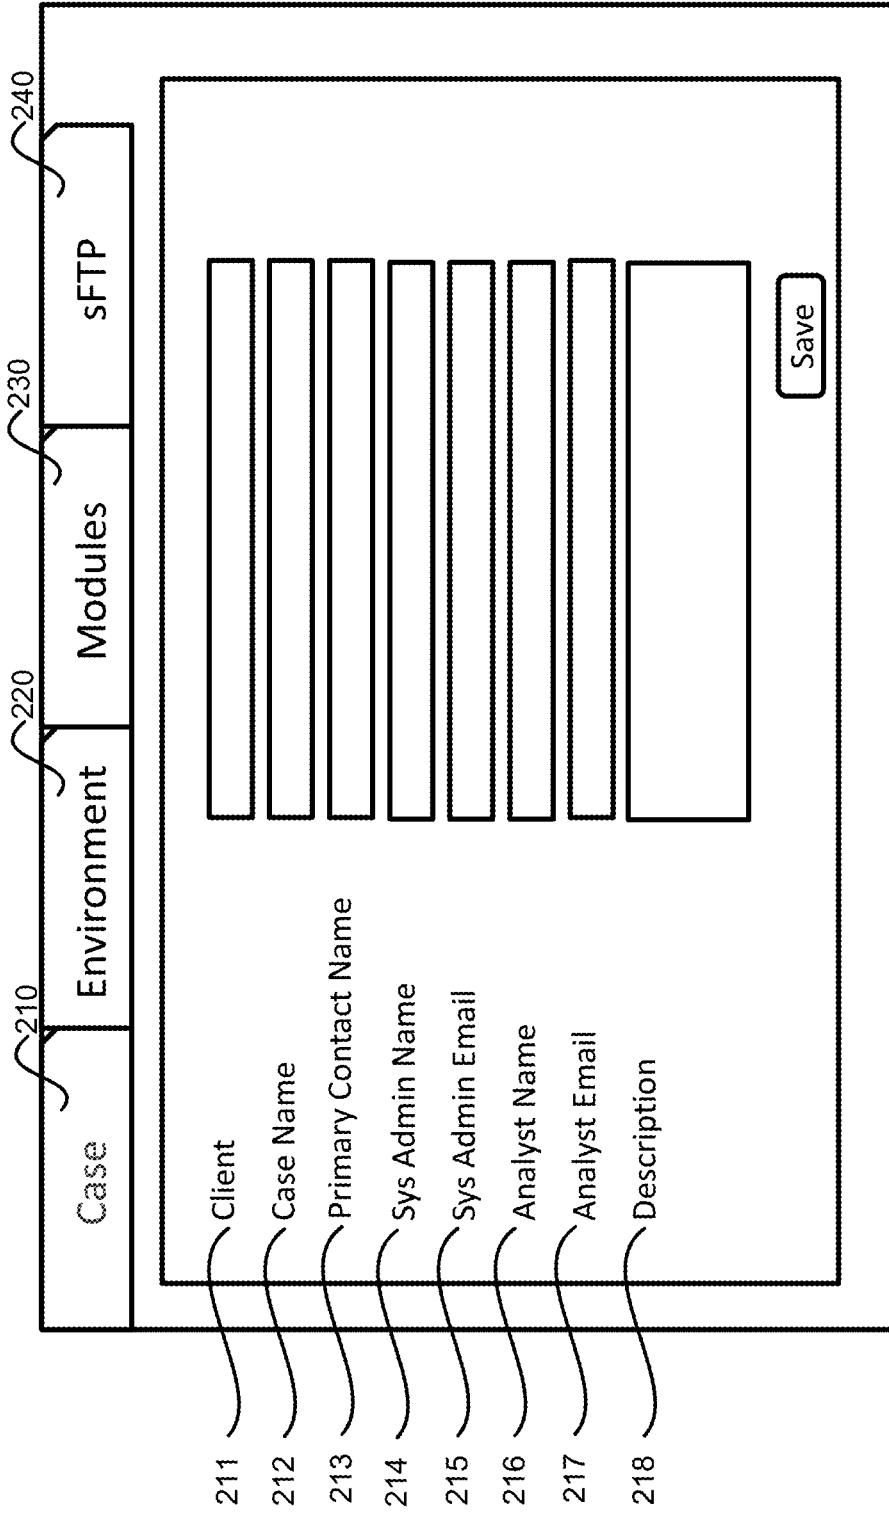 210 220 230 240
Case Environment Modules sFTP
211 Client
212 Case Name
213 Primary Contact Name
214 Sys Admin Name
215 Sys Admin Email
216 Analyst Name
217 Analyst Email
218 Description
Save